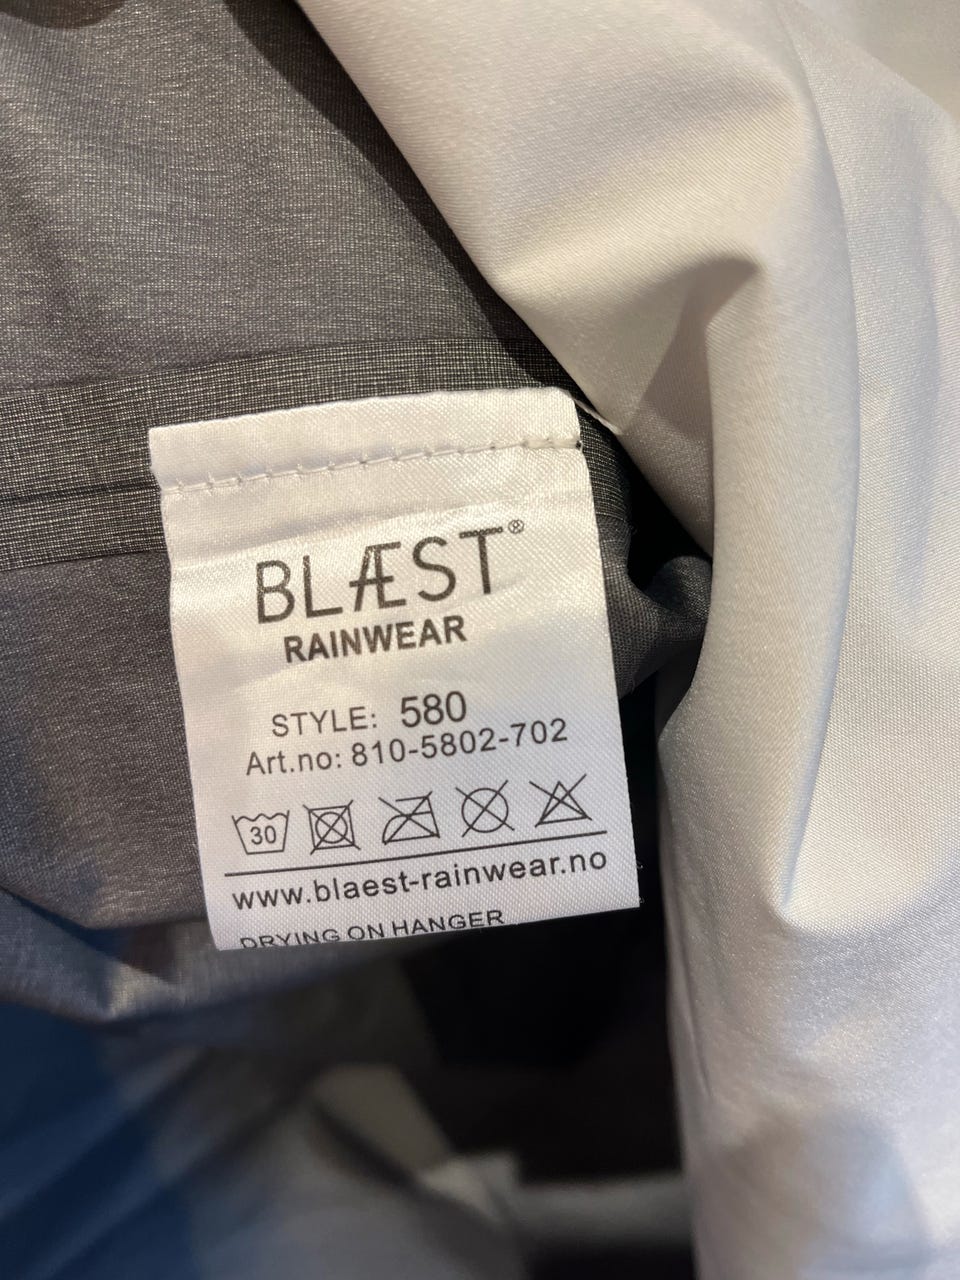 BLÆST®
RAINWEAR
STYLE: 580
Art.no: 810-5802-702
30
www.blaest-rainwear.no
DRYING ON HANGER